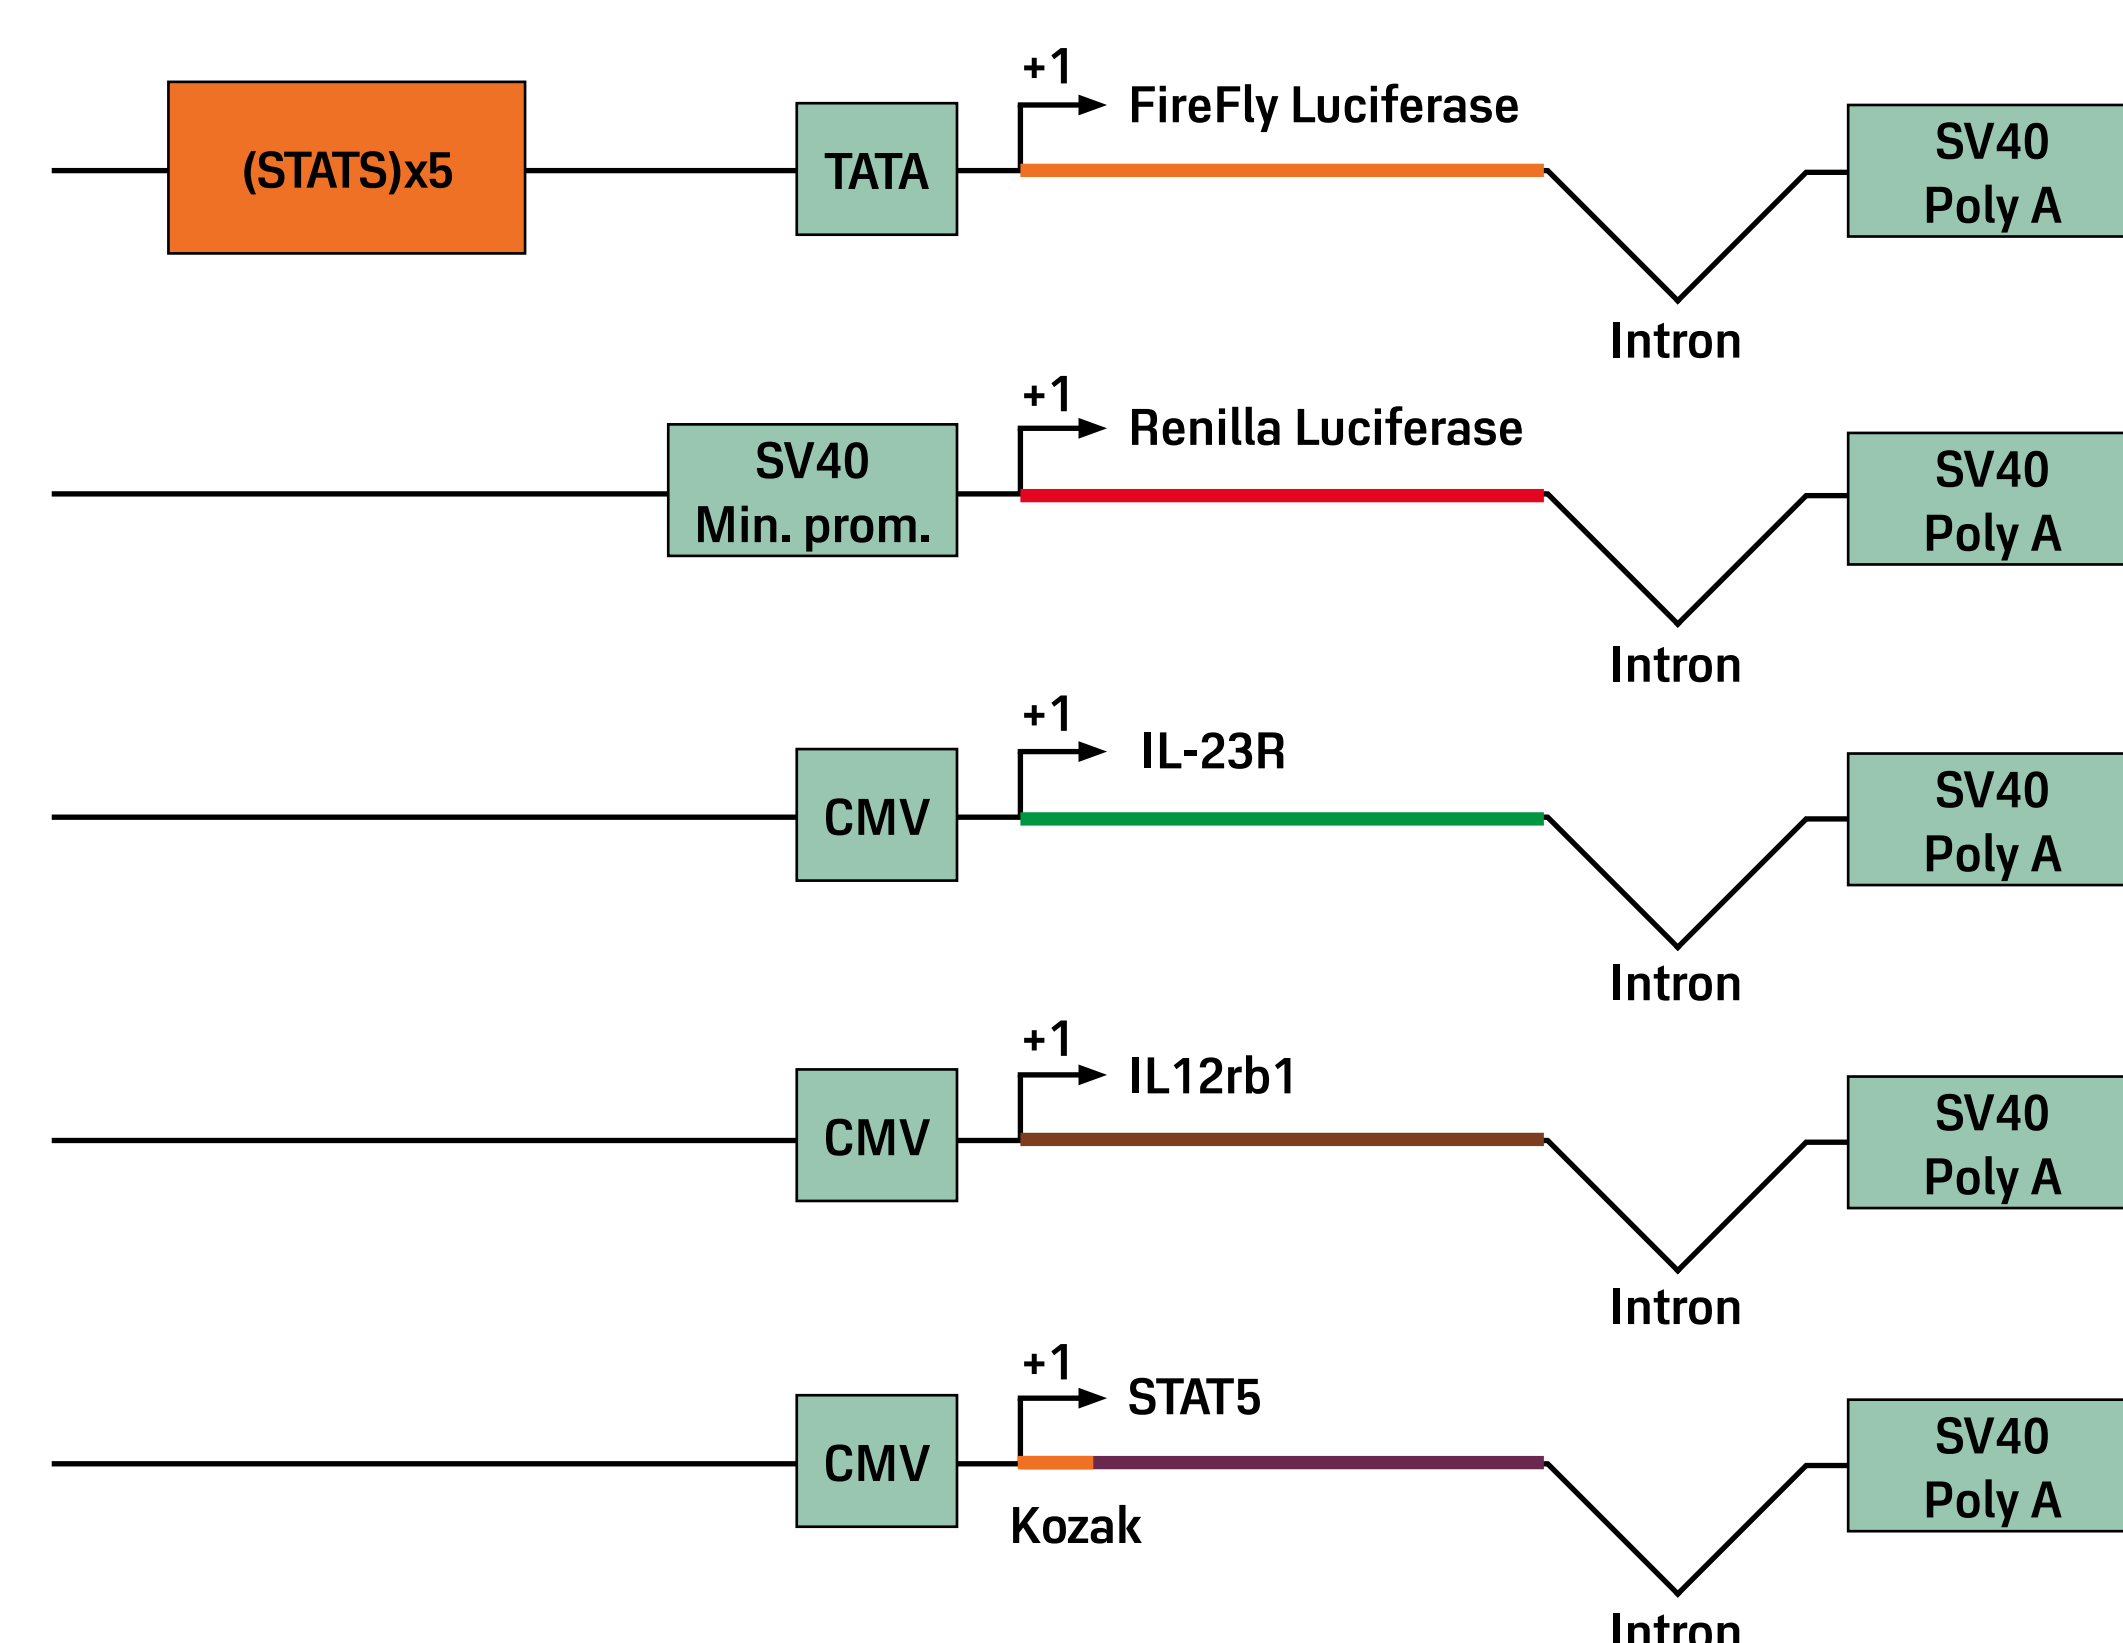 +1
FireFly Luciferase
(STATS)x5
TATA
SV40
Poly A
Intron
+1
Renilla Luciferase
SV40
Min. prom.
SV40
Poly A
Intron
+1
IL-23R
CMV
SV40
Poly A
Intron
+1
IL12rb1
CMV
SV40
Poly A
Intron
+1
STAT5
CMV
SV40
Poly A
Kozak
Intron